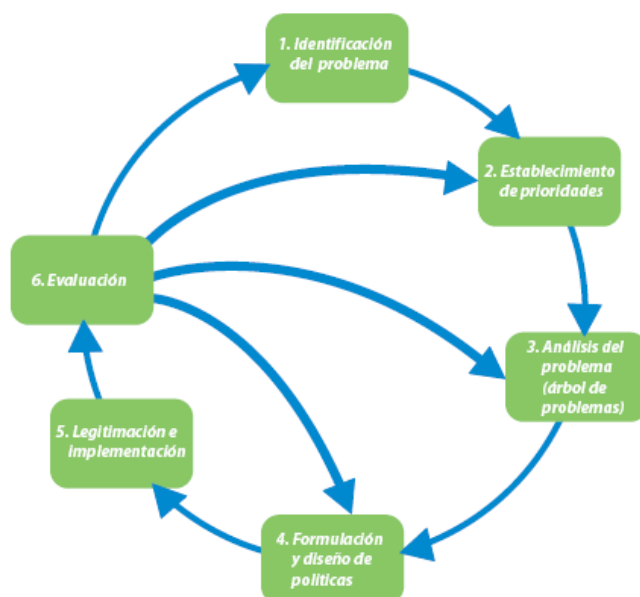 1. Identificación
del problema
2. Establecimiento
de prioridades
3. Análisis del
problema
(árbol de
problemas)
4. Formulación
y diseño de
politicas
5. Legitimación e
implementación
6. Evaluación